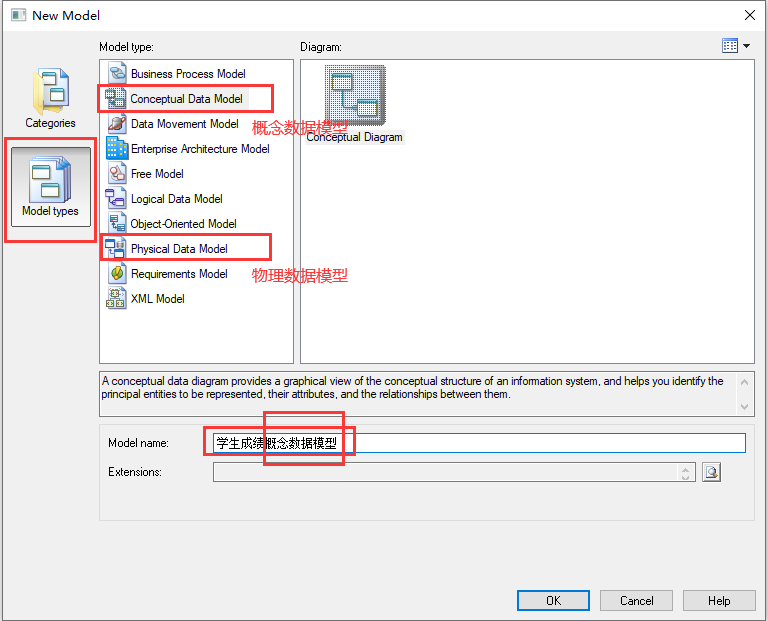 New Model
Model type:
Diagram:
Categories
Model types
Business Process Model
Conceptual Data Model
Data Movement Model
Enterprise Architecture Model
Free Model
Logical Data Model
Object-Oriented Model
Physical Data Model
Requirements Model
XML Model
概念数据模型
物理数据模型
Conceptual Diagram
A conceptual data diagram provides a graphical view of the conceptual structure of an information system, and helps you identify the
principal entities to be represented, their attributes, and the relationships between them.
Model name:
学生成绩概念数据模型
Extensions:
OK
Cancel
Help